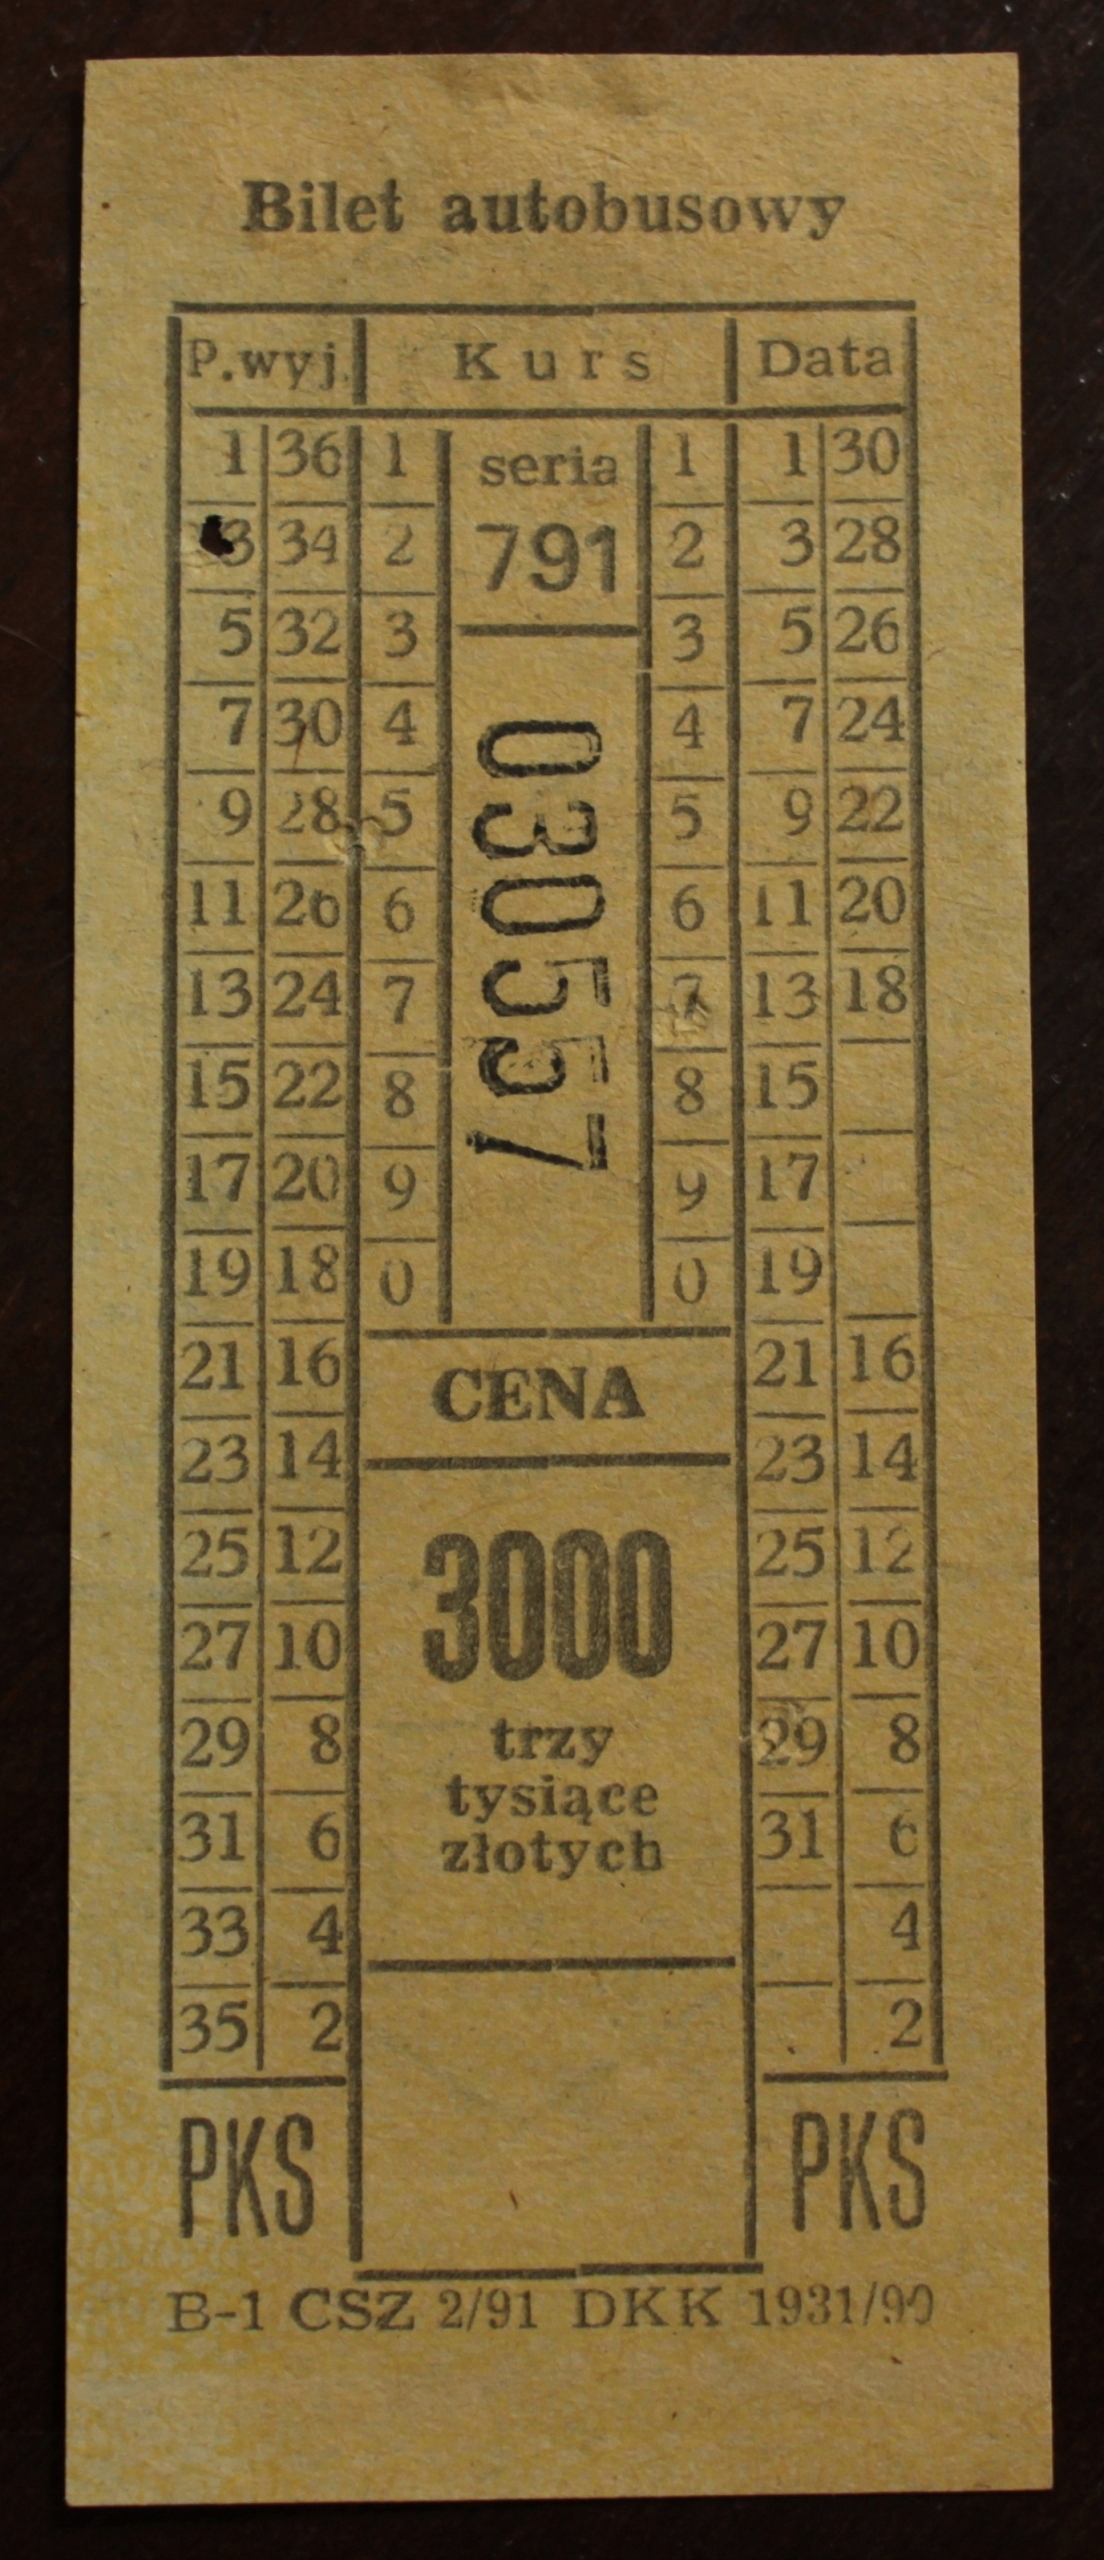 Bilet autobusowy
P.wyj. Kurs Data
1 36 1 seria 1 1 30
3 34 2 791 2 3 28
5 32 3 3 5 26
7 30 4 030557 4 7 24
9 28 5 5 9 22
11 26 6 6 11 20
13 24 7 7 13 18
15 22 8 8 15
17 20 9 9 17
19 18 0 0 19
21 16 CENA 21 16
23 14 23 14
25 12 3000 25 12
27 10 27 10
29 8 trzy 29 8
31 6 tysiące 31 6
33 4 złotych 4
35 2 2
PKS PKS
B-1 CSZ 2/91 DKK 1931/90